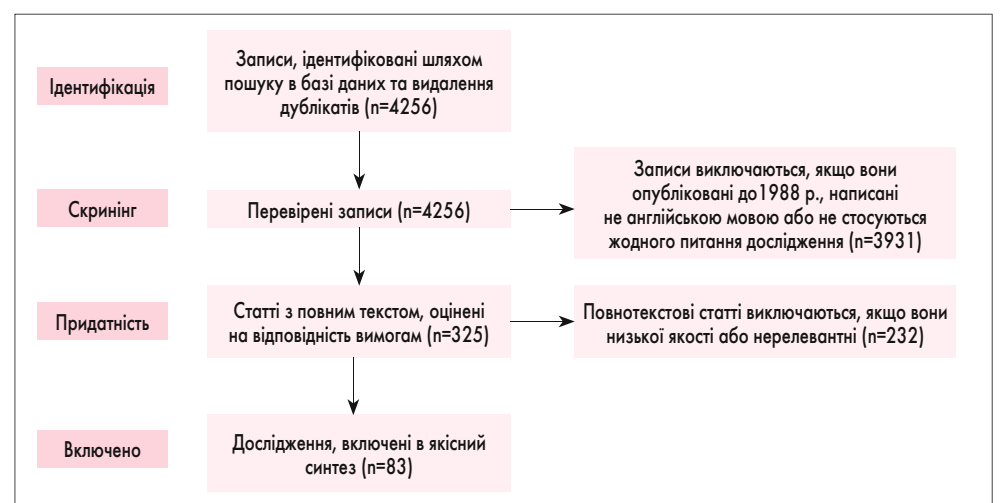 Ідентифікація
Записи, ідентифіковані шляхом
пошуку в базі даних та видалення
дублікатів (n=4256)
Скринінг
Перевірені записи (n=4256)
Записи виключаються, якщо вони
опубліковані до1988 р., написані
не англійською мовою або не стосуються
жодного питання дослідження (n=3931)
Придатність
Статті з повним текстом, оцінені
на відповідність вимогам (n=325)
Повнотекстові статті виключаються, якщо вони
низької якості або нерелевантні (n=232)
Включено
Дослідження, включені в якісний
синтез (n=83)